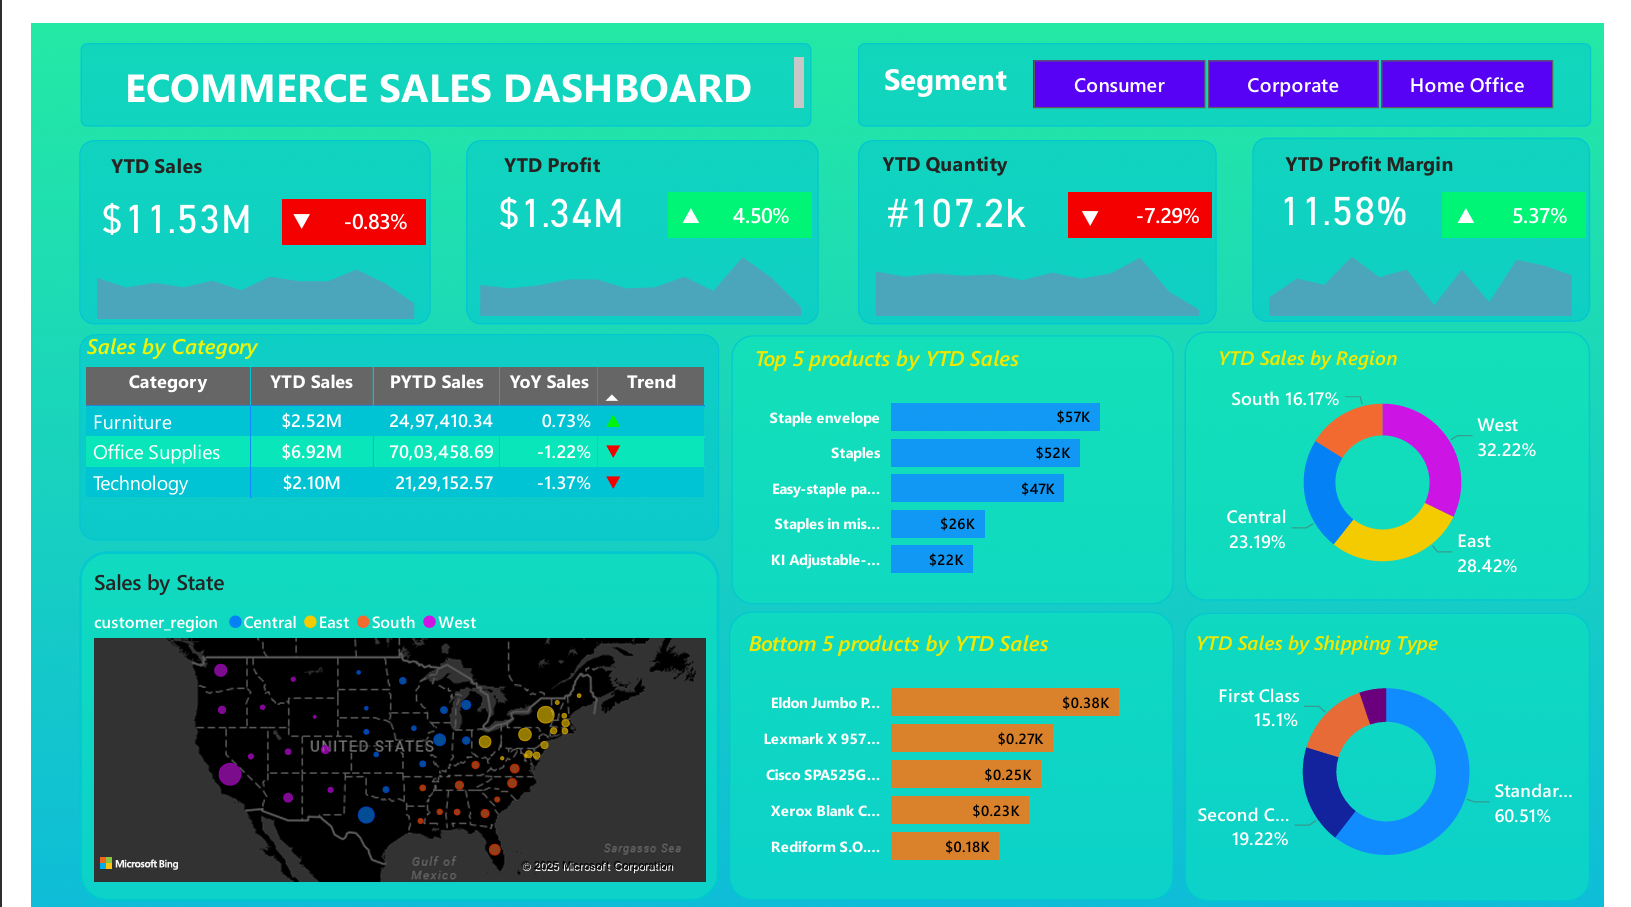 ECOMMERCE SALES DASHBOARD
Segment
Consumer
Corporate
Home Office
YTD Sales
$11.53M
-0.83%
YTD Profit
$1.34M
4.50%
YTD Quantity
#107.2k
-7.29%
YTD Profit Margin
11.58%
5.37%
Sales by Category
Category YTD Sales PYTD Sales YoY Sales Trend
Furniture $2.52M 24,97,410.34 0.73%
Office Supplies $6.92M 70,03,458.69 -1.22%
Technology $2.10M 21,29,152.57 -1.37%
Top 5 products by YTD Sales
Staple envelope $57K
Staples $52K
Easy-staple pa... $47K
Staples in mis... $26K
KI Adjustable-... $22K
YTD Sales by Region
South 16.17%
West
32.22%
Central
23.19%
East
28.42%
Sales by State
customer_region Central East South West
UNITED STATES
Gulf of
Mexico
Sargasso Sea
Microsoft Bing
© 2025 Microsoft Corporation
Bottom 5 products by YTD Sales
Eldon Jumbo P... $0.38K
Lexmark X 957... $0.27K
Cisco SPA525G... $0.25K
Xerox Blank C... $0.23K
Rediform S.O.... $0.18K
YTD Sales by Shipping Type
First Class
15.1%
Second C...
19.22%
Standar...
60.51%